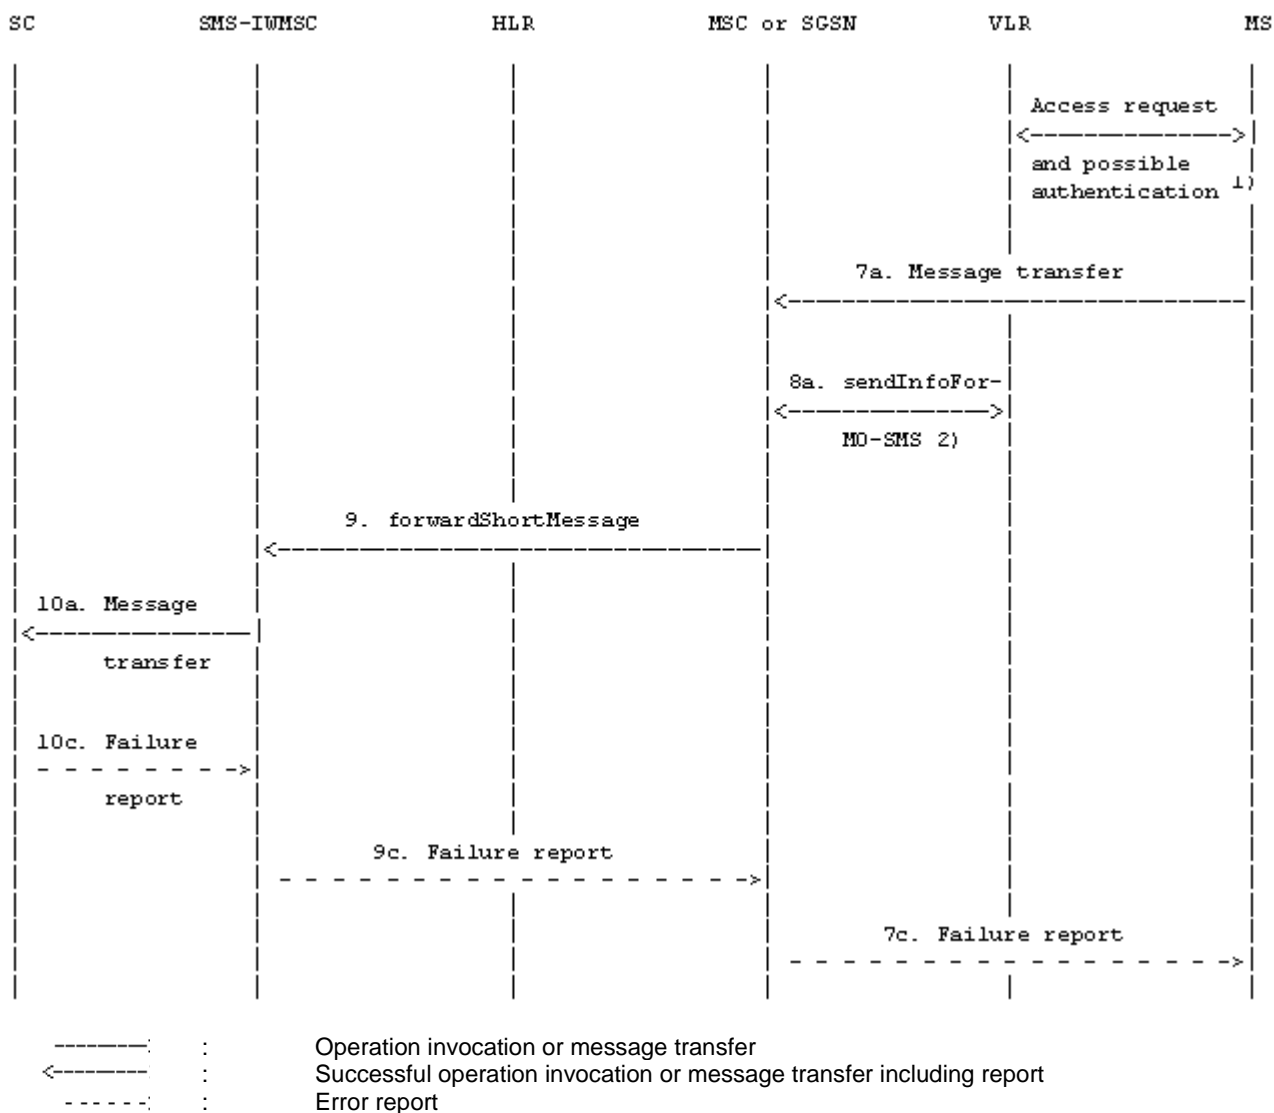 SC SMS-IWMSC HLR MSC or SGSN VLR MS
Access request
and possible
authentication 1)
7a. Message transfer
8a. sendInfoFor-
MO-SMS 2)
9. forwardShortMessage
10a. Message
transfer
10c. Failure
report
9c. Failure report
7c. Failure report
: Operation invocation or message transfer
: Successful operation invocation or message transfer including report
: Error report